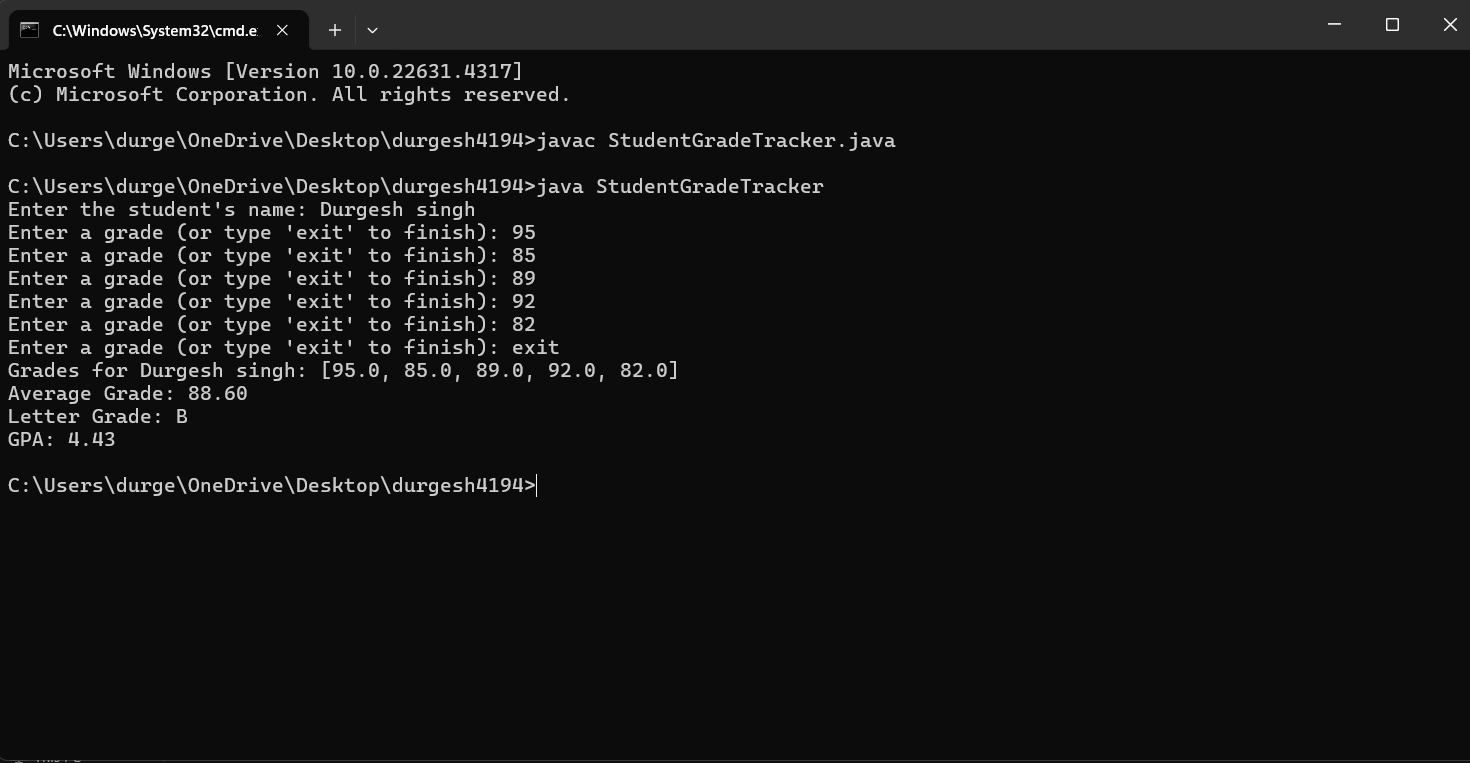 C:\Windows\System32\cmd.e
Microsoft Windows [Version 10.0.22631.4317]
(c) Microsoft Corporation. All rights reserved.
C:\Users\durge\OneDrive\Desktop\durgesh4194>javac StudentGradeTracker.java
C:\Users\durge\OneDrive\Desktop\durgesh4194>java StudentGradeTracker
Enter the student's name: Durgesh singh
Enter a grade (or type 'exit' to finish): 95
Enter a grade (or type 'exit' to finish): 85
Enter a grade (or type 'exit' to finish): 89
Enter a grade (or type 'exit' to finish): 92
Enter a grade (or type 'exit' to finish): 82
Enter a grade (or type 'exit' to finish): exit
Grades for Durgesh singh: [95.0, 85.0, 89.0, 92.0, 82.0]
Average Grade: 88.60
Letter Grade: B
GPA: 4.43
C:\Users\durge\OneDrive\Desktop\durgesh4194>